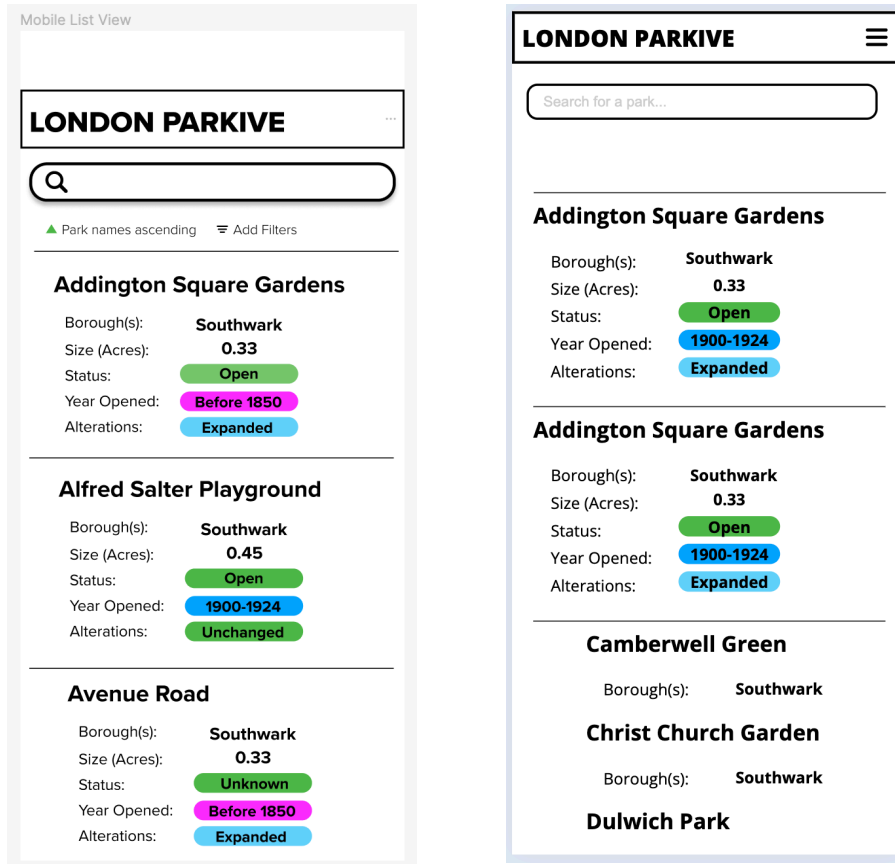 Mobile List View
LONDON PARKIVE
...
Park names ascending Add Filters
Addington Square Gardens
Borough(s): Southwark
Size (Acres): 0.33
Status: Open
Year Opened: Before 1850
Alterations: Expanded
Alfred Salter Playground
Borough(s): Southwark
Size (Acres): 0.45
Status: Open
Year Opened: 1900-1924
Alterations: Unchanged
Avenue Road
Borough(s): Southwark
Size (Acres): 0.33
Status: Unknown
Year Opened: Before 1850
Alterations: Expanded
LONDON PARKIVE
Search for a park...
Addington Square Gardens
Borough(s): Southwark
Size (Acres): 0.33
Status: Open
Year Opened: 1900-1924
Alterations: Expanded
Addington Square Gardens
Borough(s): Southwark
Size (Acres): 0.33
Status: Open
Year Opened: 1900-1924
Alterations: Expanded
Camberwell Green
Borough(s): Southwark
Christ Church Garden
Borough(s): Southwark
Dulwich Park